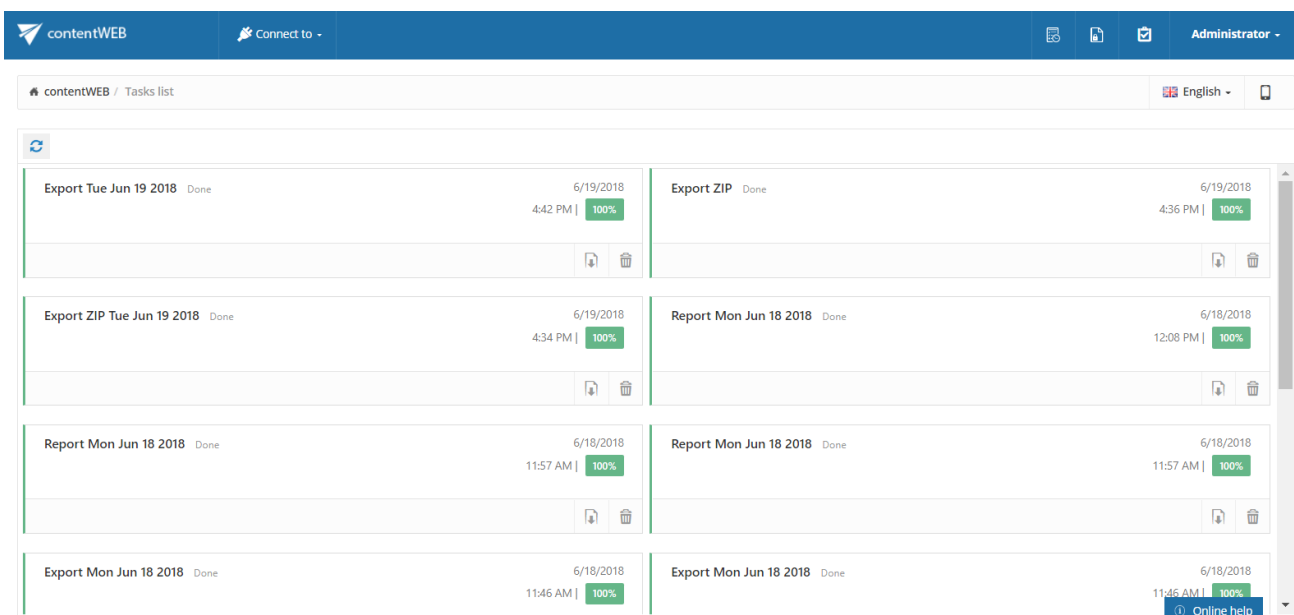 contentWEB
Connect to
Administrator
contentWEB / Tasks list
English
Export Tue Jun 19 2018 Done
6/19/2018
4:42 PM | 100%
Export ZIP Done
6/19/2018
4:36 PM | 100%
Export ZIP Tue Jun 19 2018 Done
6/19/2018
4:34 PM | 100%
Report Mon Jun 18 2018 Done
6/18/2018
12:08 PM | 100%
Report Mon Jun 18 2018 Done
6/18/2018
11:57 AM | 100%
Report Mon Jun 18 2018 Done
6/18/2018
11:57 AM | 100%
Export Mon Jun 18 2018 Done
6/18/2018
11:46 AM | 100%
Export Mon Jun 18 2018 Done
6/18/2018
11:46 AM | 100%
Online help